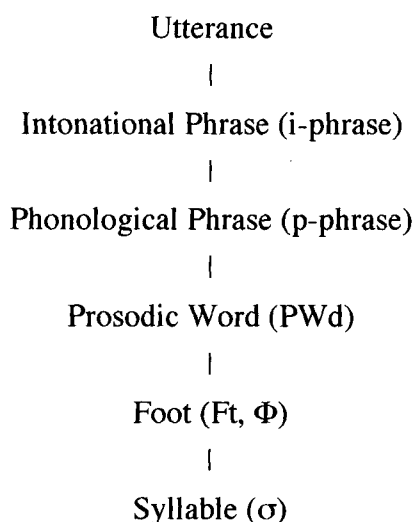 Utterance
|
Intonational Phrase (i-phrase)
|
Phonological Phrase (p-phrase)
|
Prosodic Word (PWd)
|
Foot (Ft, Φ)
|
Syllable (σ)